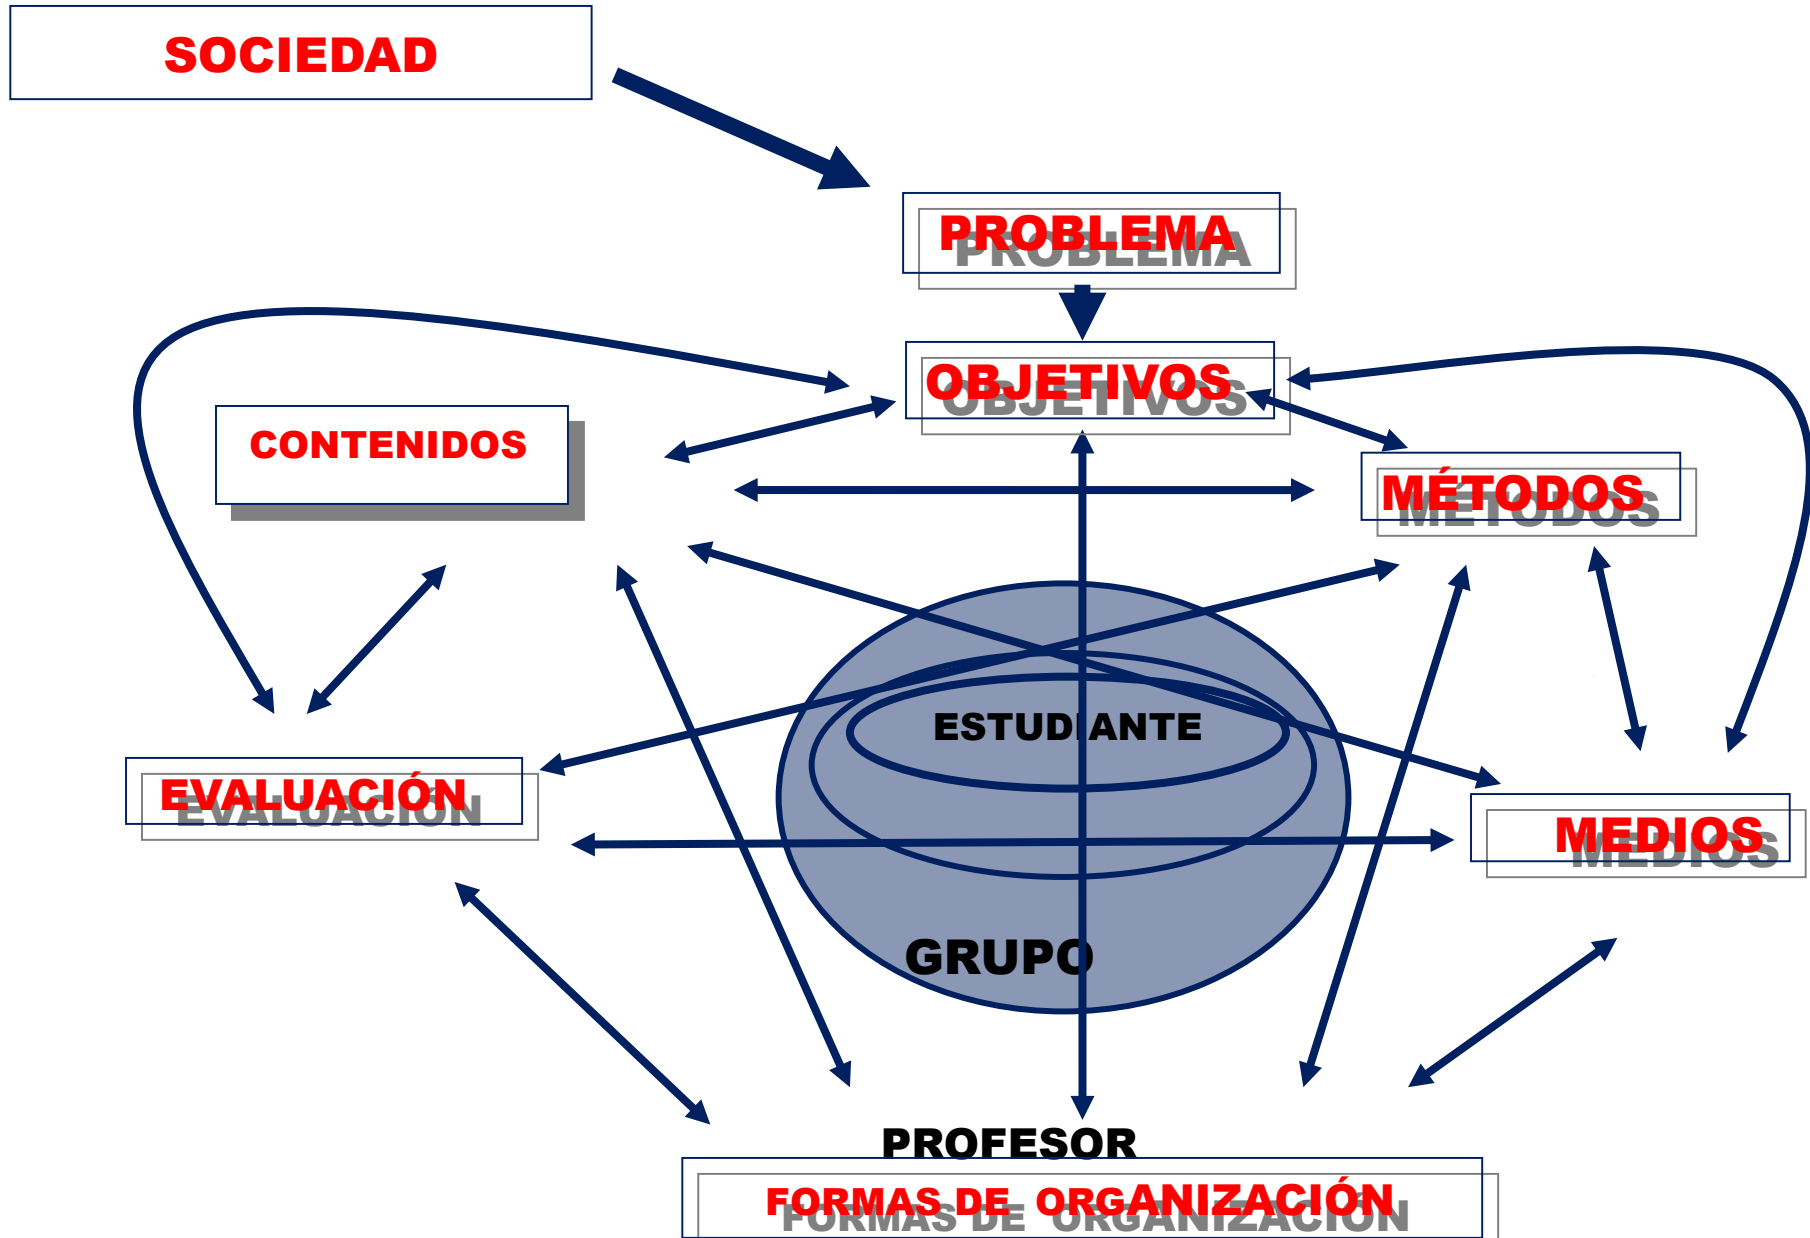 SOCIEDAD
PROBLEMA
OBJETIVOS
CONTENIDOS
MÉTODOS
ESTUDIANTE
EVALUACIÓN
MEDIOS
GRUPO
PROFESOR
FORMAS DE ORGANIZACIÓN